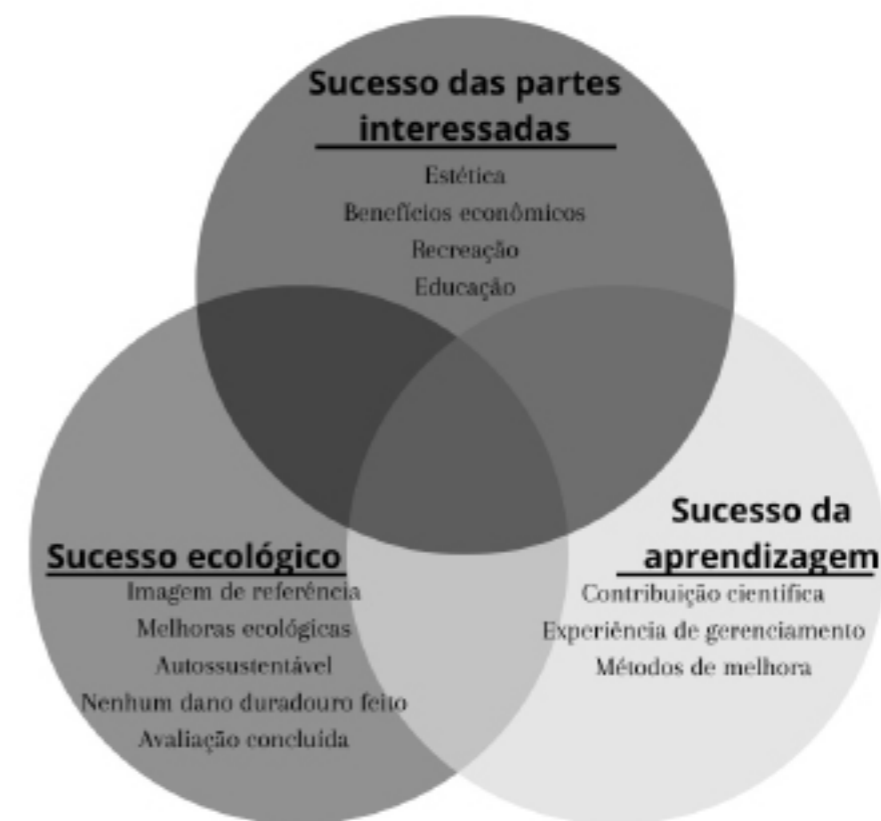 Sucesso das partes
interessadas
Estética
Benefícios econômicos
Recreação
Educação
Sucesso ecológico
Imagem de referência
Melhoras ecológicas
Autossustentável
Nenhum dano duradouro feito
Avaliação concluída
Sucesso da
aprendizagem
Contribuição científica
Experiência de gerenciamento
Métodos de melhora